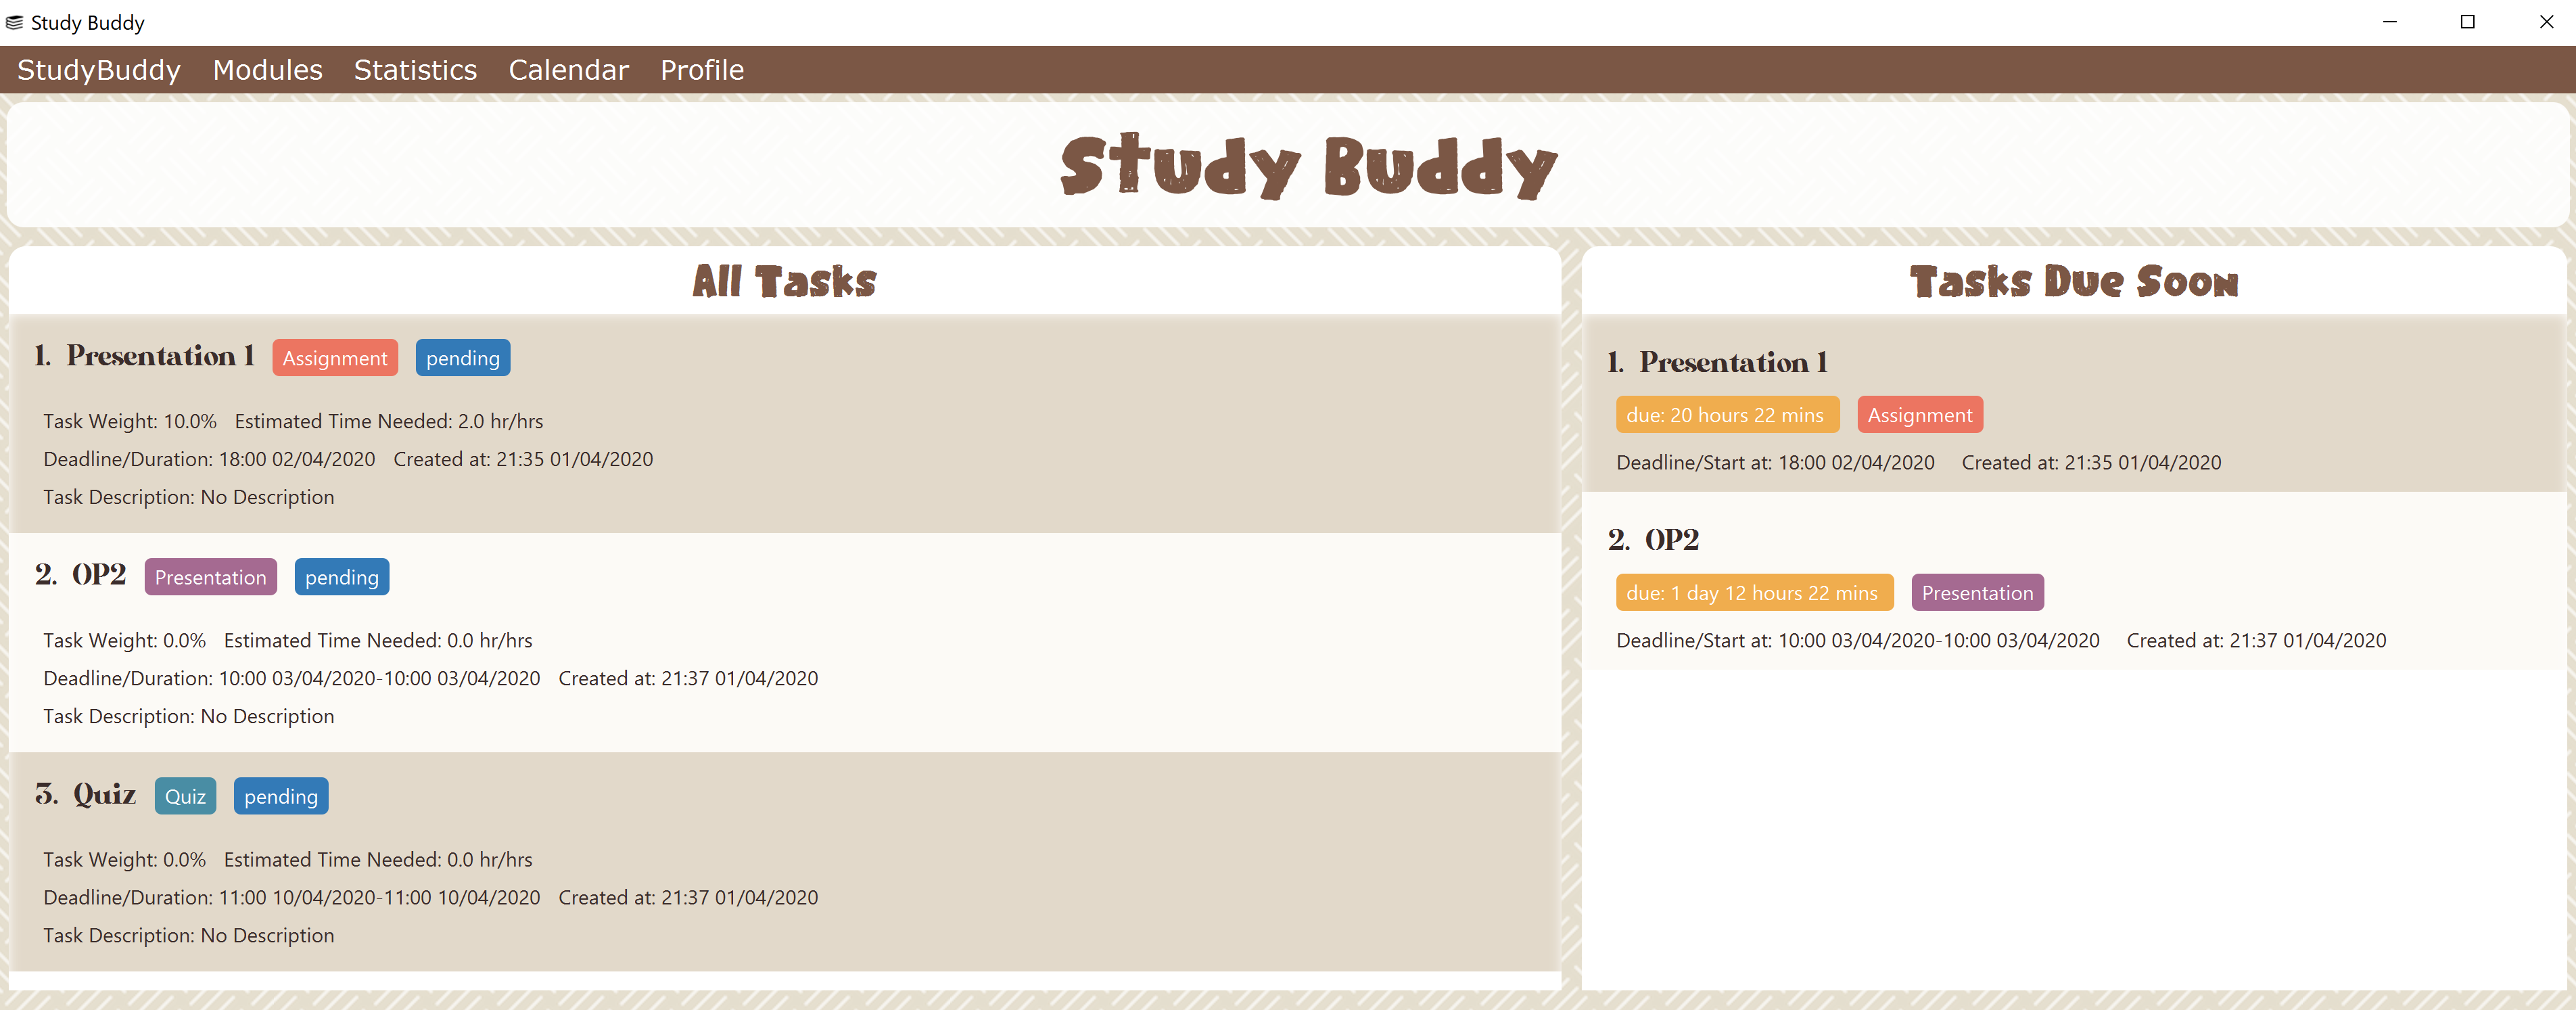 Study Buddy
StudyBuddy Modules Statistics Calendar Profile
Study Buddy
All Tasks
1. Presentation 1 Assignment pending
Task Weight: 10.0% Estimated Time Needed: 2.0 hr/hrs
Deadline/Duration: 18:00 02/04/2020 Created at: 21:35 01/04/2020
Task Description: No Description
2. OP2 Presentation pending
Task Weight: 0.0% Estimated Time Needed: 0.0 hr/hrs
Deadline/Duration: 10:00 03/04/2020-10:00 03/04/2020 Created at: 21:37 01/04/2020
Task Description: No Description
3. Quiz Quiz pending
Task Weight: 0.0% Estimated Time Needed: 0.0 hr/hrs
Deadline/Duration: 11:00 10/04/2020-11:00 10/04/2020 Created at: 21:37 01/04/2020
Task Description: No Description
Tasks Due Soon
1. Presentation 1
due: 20 hours 22 mins Assignment
Deadline/Start at: 18:00 02/04/2020 Created at: 21:35 01/04/2020
2. OP2
due: 1 day 12 hours 22 mins Presentation
Deadline/Start at: 10:00 03/04/2020-10:00 03/04/2020 Created at: 21:37 01/04/2020